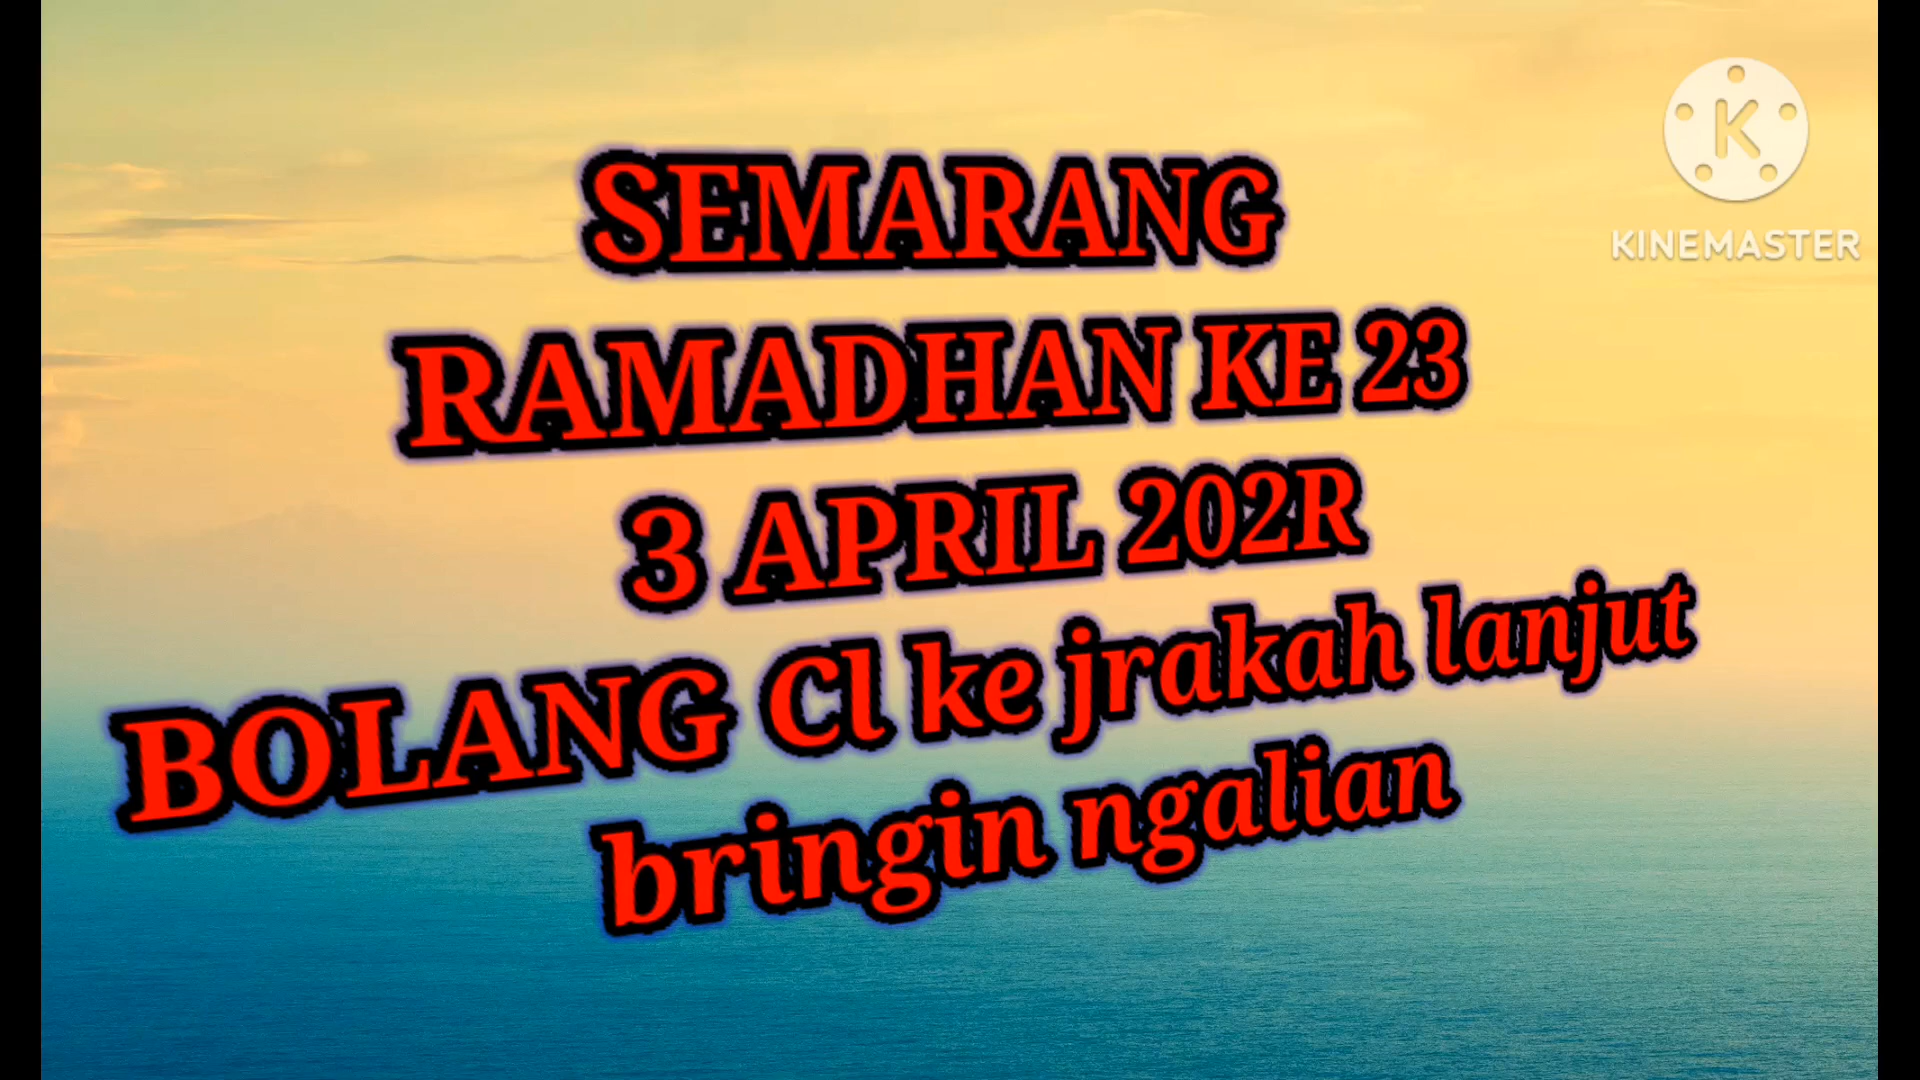 SEMARANG
RAMADHAN KE 23
3 APRIL 202R
BOLANG Cl ke jrakah lanjut
bringin ngalian
K
KINEMASTER